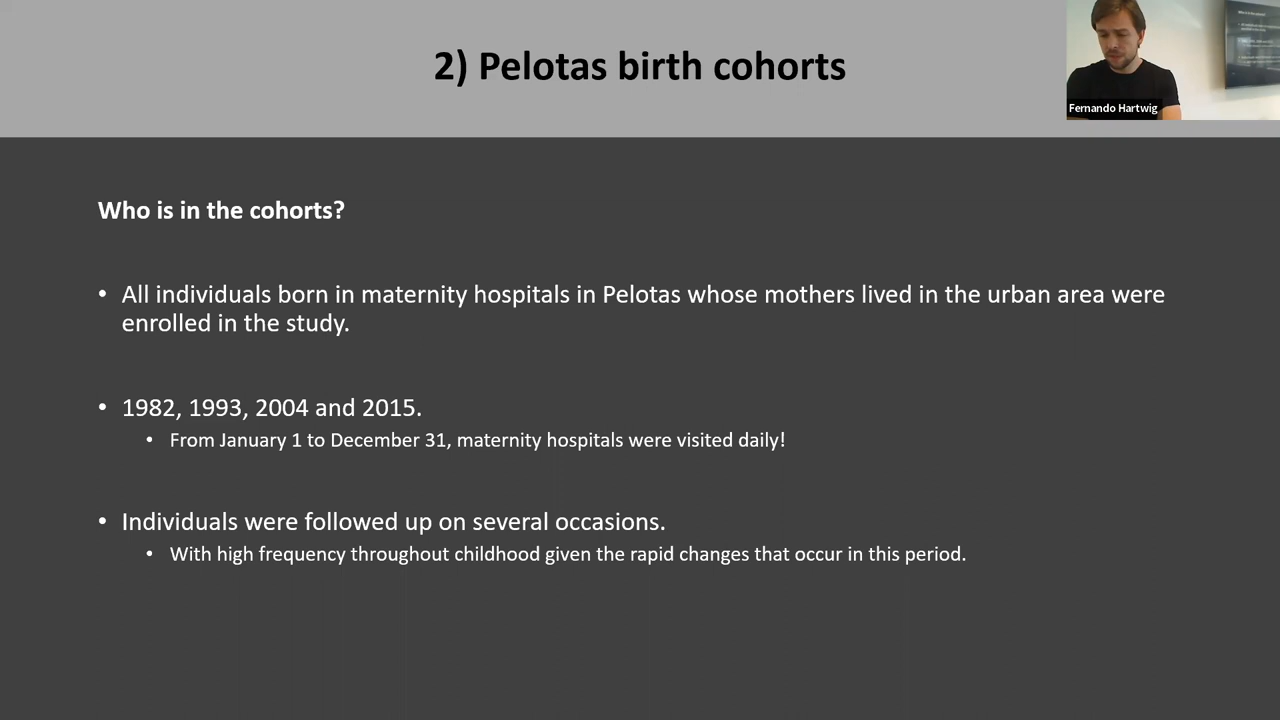 2) Pelotas birth cohorts
Fernando Hartwig
Who is in the cohorts?
• All individuals born in maternity hospitals in Pelotas whose mothers lived in the urban area were
enrolled in the study.
• 1982, 1993, 2004 and 2015.
• From January 1 to December 31, maternity hospitals were visited daily!
• Individuals were followed up on several occasions.
• With high frequency throughout childhood given the rapid changes that occur in this period.